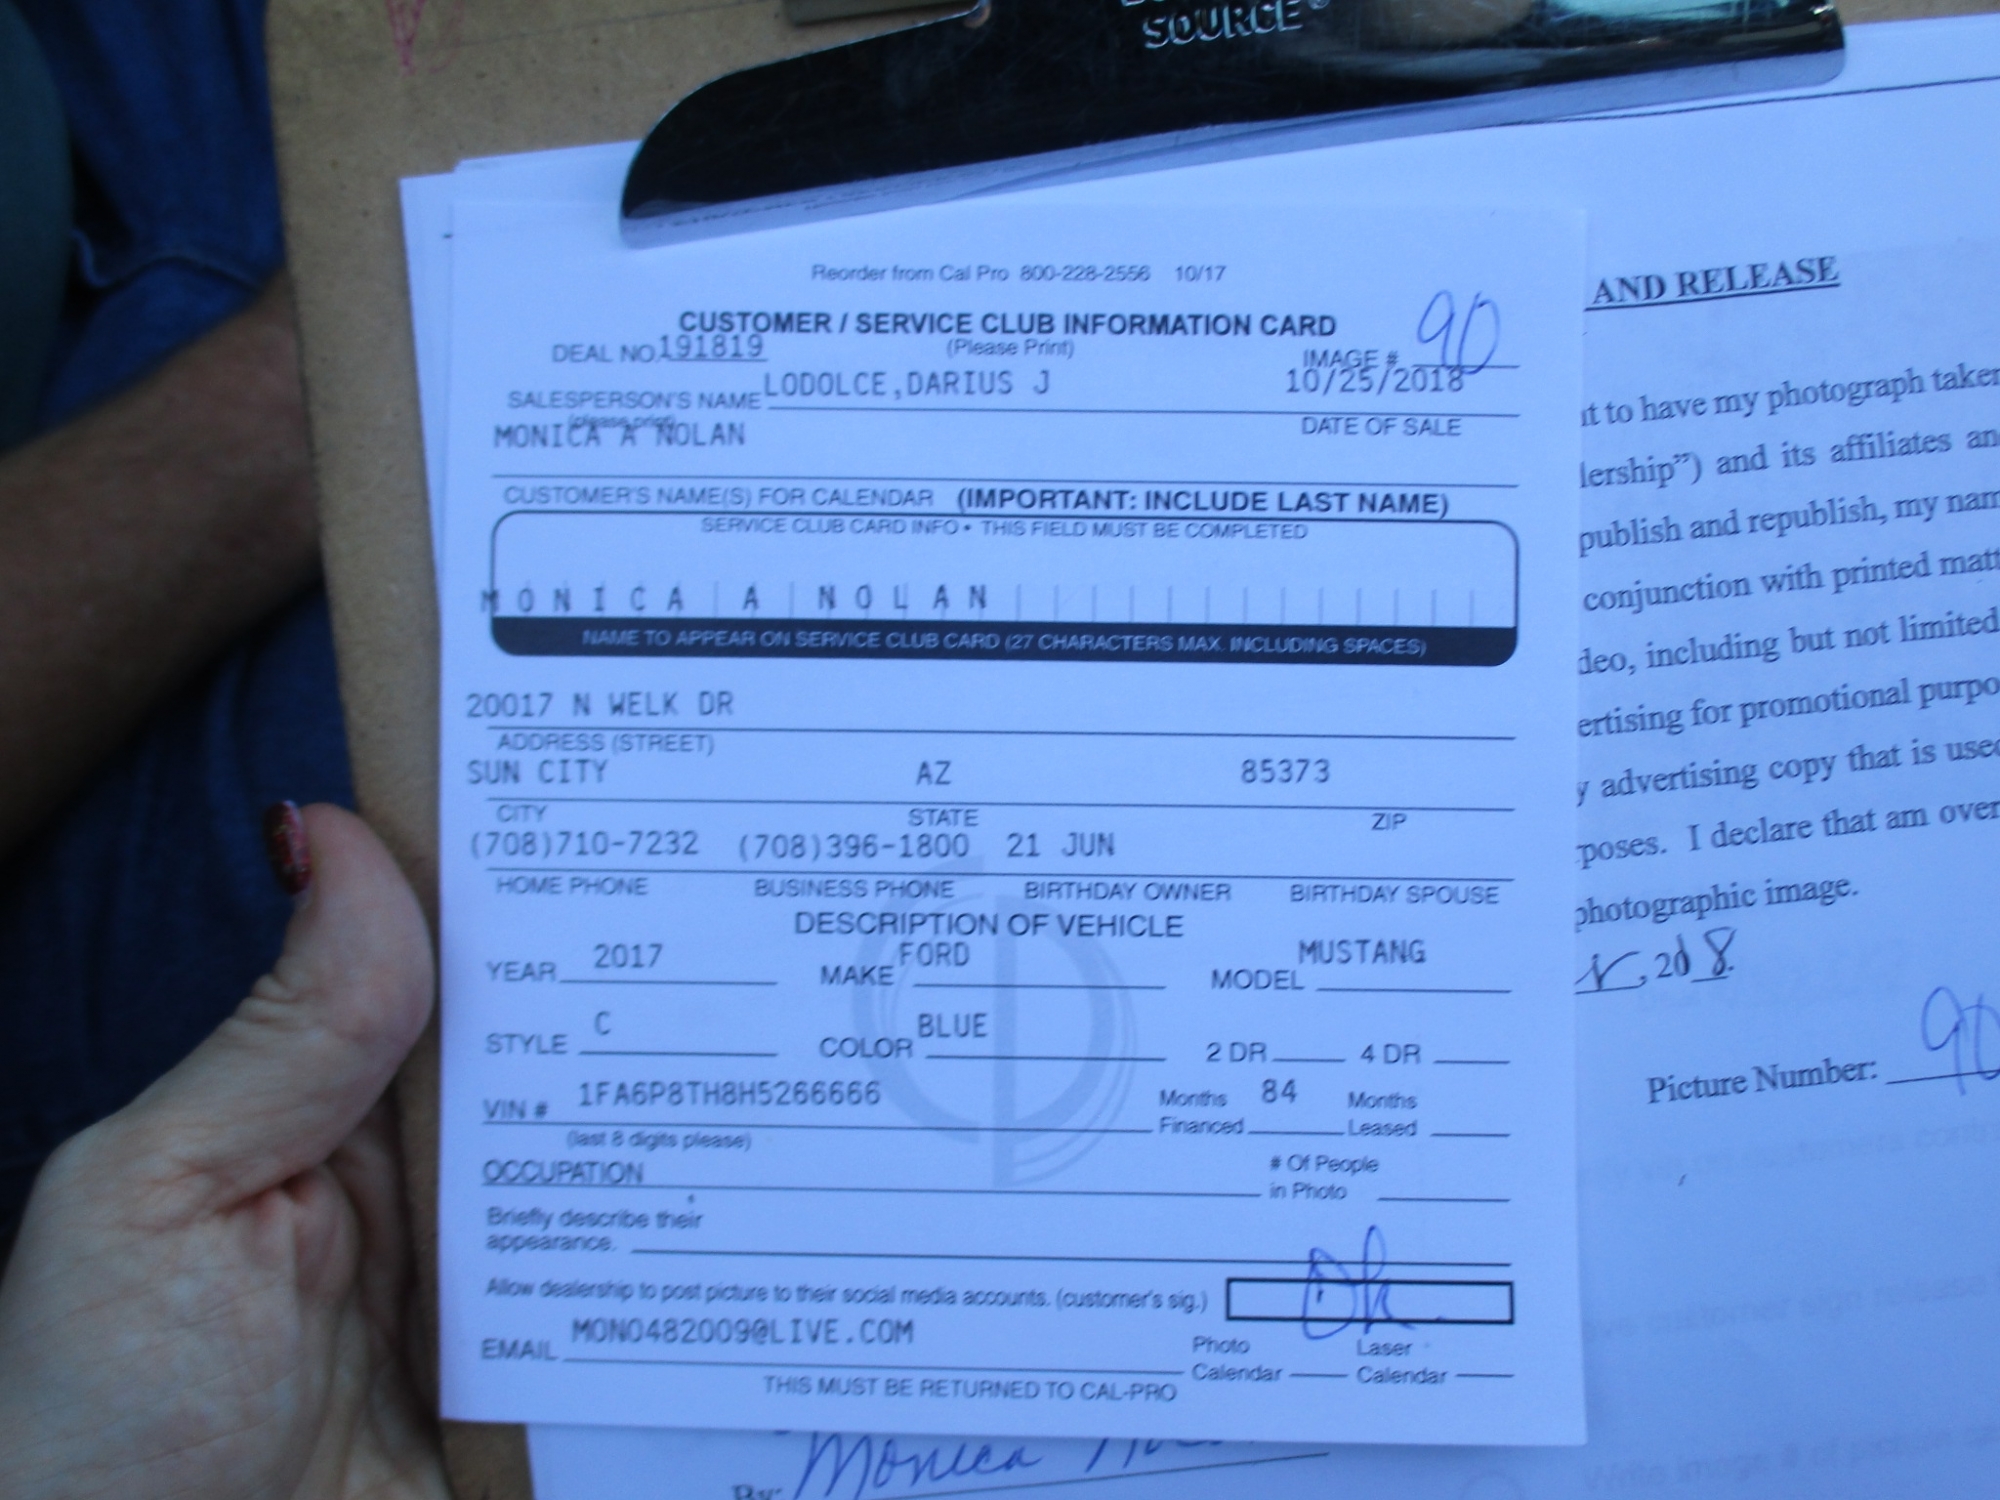 SOURCE
Reorder from Cal Pro 800-228-2556 10/17
CUSTOMER / SERVICE CLUB INFORMATION CARD
DEAL NO. 191819 (Please Print) IMAGE # 90
SALESPERSON'S NAME LODOLCE, DARIUS J 10/25/2018
(please print) DATE OF SALE
MONICA A NOLAN
CUSTOMER'S NAME(S) FOR CALENDAR (IMPORTANT: INCLUDE LAST NAME)
SERVICE CLUB CARD INFO • THIS FIELD MUST BE COMPLETED
MONICA A NOLAN
NAME TO APPEAR ON SERVICE CLUB CARD (27 CHARACTERS MAX. INCLUDING SPACES)
20017 N WELK DR
ADDRESS (STREET)
SUN CITY AZ 85373
CITY STATE ZIP
(708)710-7232 (708)396-1800 21 JUN
HOME PHONE BUSINESS PHONE BIRTHDAY OWNER BIRTHDAY SPOUSE
DESCRIPTION OF VEHICLE
YEAR 2017 MAKE FORD MODEL MUSTANG
STYLE C COLOR BLUE 2 DR 4 DR
VIN # 1FA6P8TH8H5266666 Months Financed 84 Months Leased
(last 8 digits please)
OCCUPATION # Of People in Photo
Briefly describe their
appearance.
Allow dealership to post picture to their social media accounts. (customer's sig.) Ok
EMAIL MONO482009@LIVE.COM Photo Calendar Laser Calendar
THIS MUST BE RETURNED TO CAL-PRO
By: Monica
AND RELEASE
to have my photograph taken
lership") and its affiliates
publish and republish, my
conjunction with printed
deo, including but not limited
ertising for promotional
advertising copy that is
poses. I declare that am over
photographic image.
, 2018.
Picture Number: 90